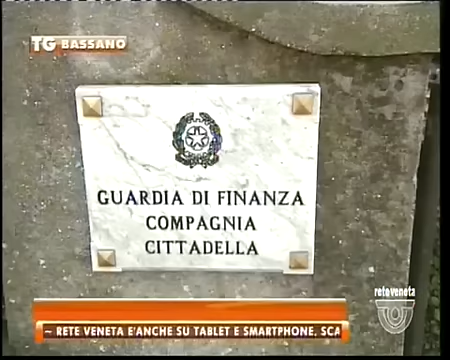 TG BASSANO
GUARDIA DI FINANZA
COMPAGNIA
CITTADELLA
reteveneta
~ RETE VENETA E'ANCHE SU TABLET E SMARTPHONE. SCA